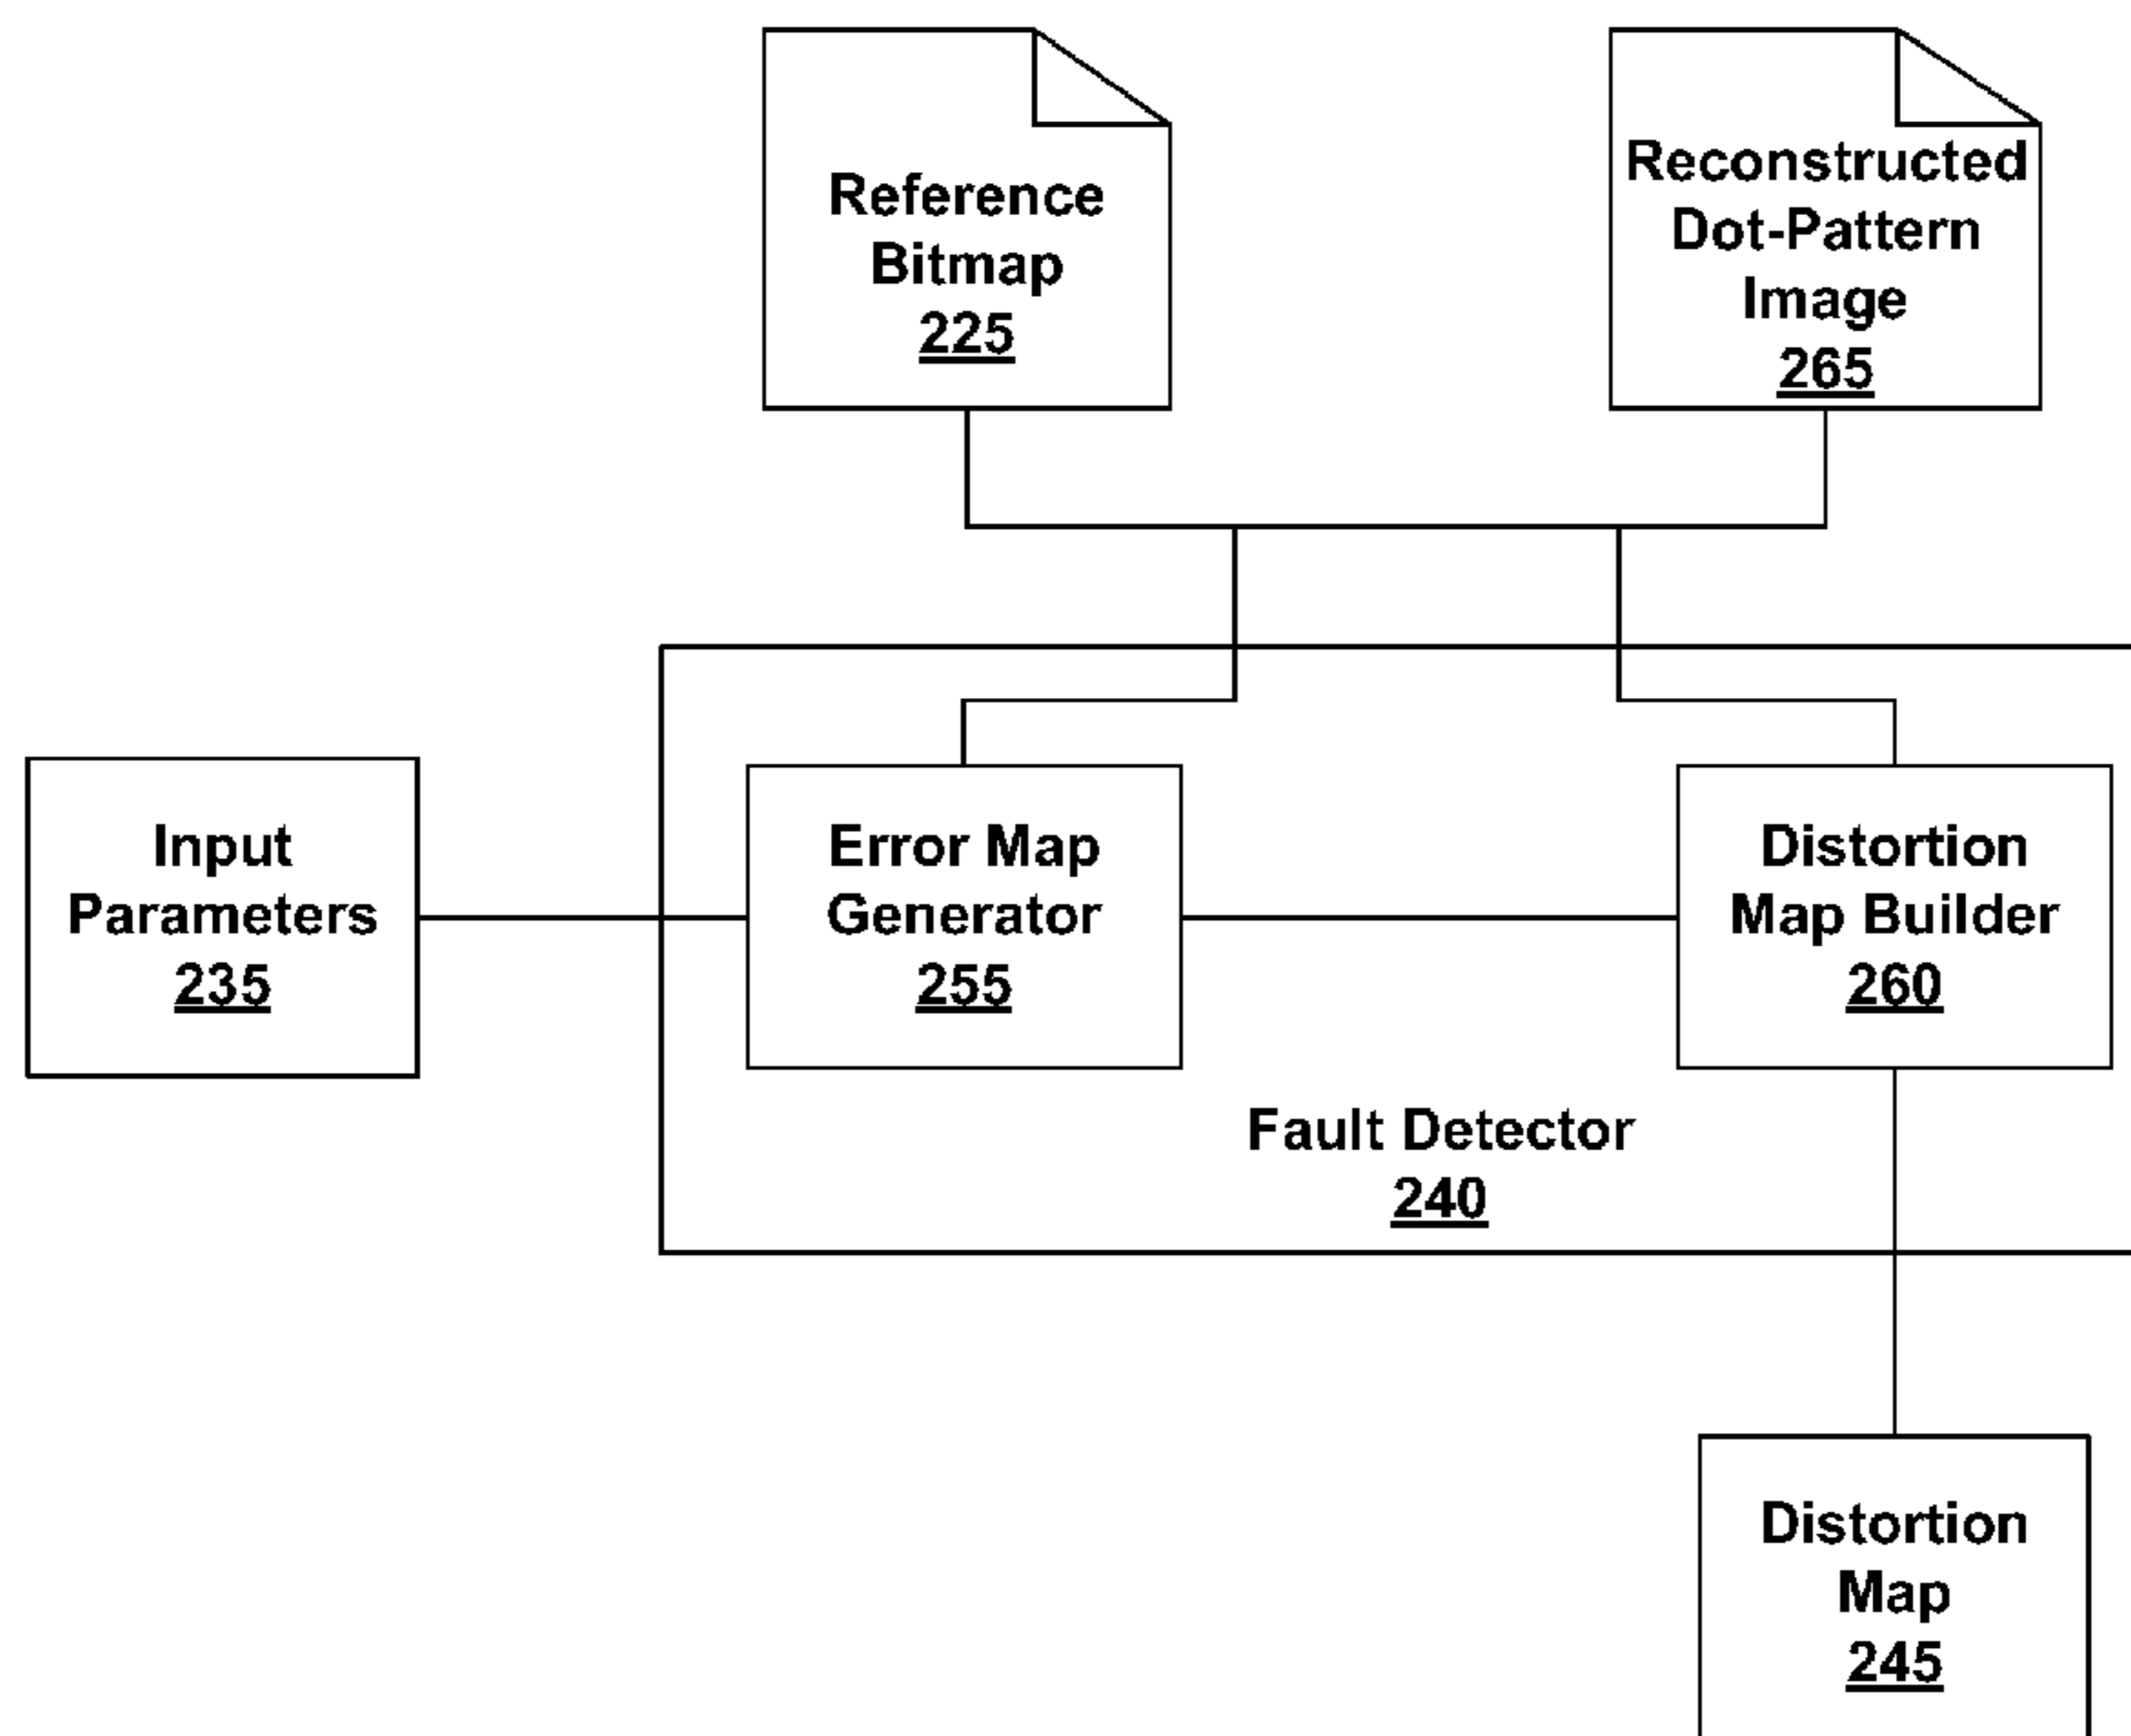 Reference
Bitmap
225
Reconstructed
Dot-Pattern
Image
265
Input
Parameters
235
Error Map
Generator
255
Distortion
Map Builder
260
Fault Detector
240
Distortion
Map
245